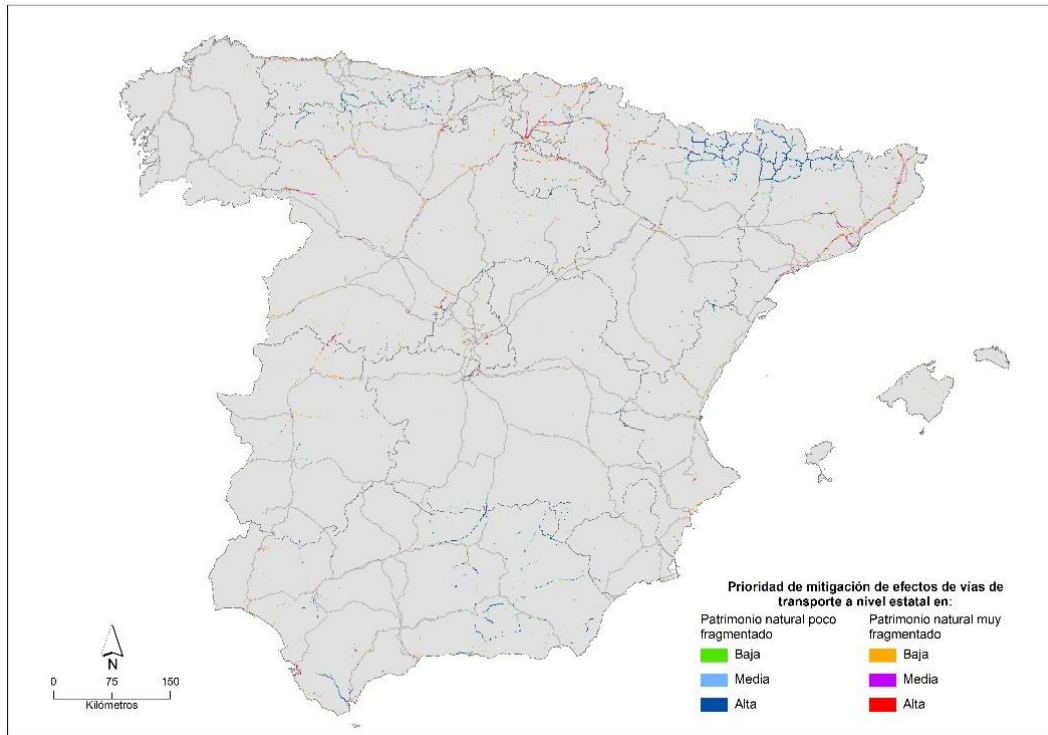 Prioridad de mitigación de efectos de vías de
transporte a nivel estatal en:
Patrimonio natural poco
fragmentado
Baja
Media
Alta
Patrimonio natural muy
fragmentado
Baja
Media
Alta
N
0 75 150
Kilómetros